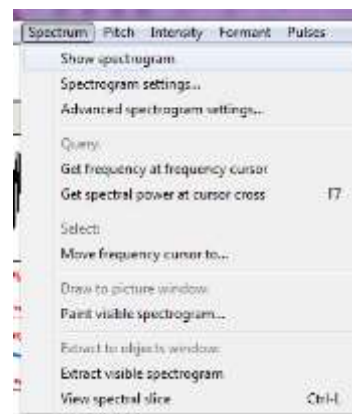 Spectrum Pitch Intensity Formant Pulses
Show spectrogram
Spectrogram settings...
Advanced spectrogram settings...
Query:
Get frequency at frequency cursor
Get spectral power at cursor cross F7
Select:
Move frequency cursor to...
Draw to picture window:
Paint visible spectrogram...
Extract to objects window:
Extract visible spectrogram
View spectral slice Ctrl-L